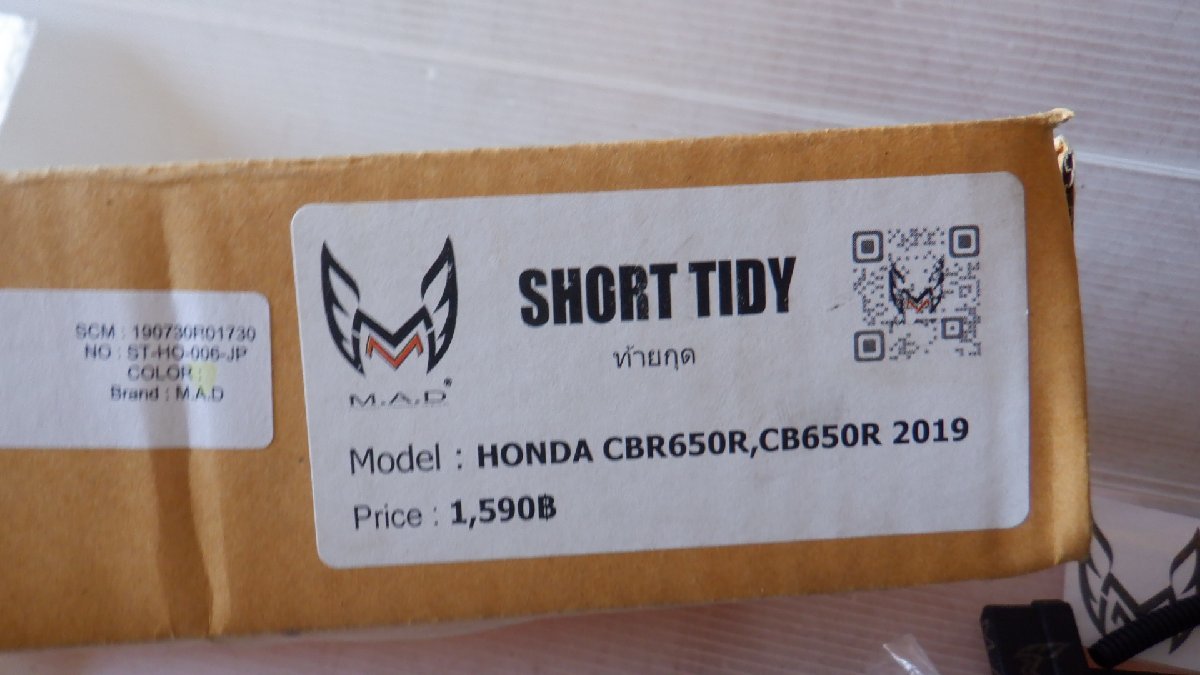 SCM : 190730R01730
NO : ST-HO-006-JP
COLOR :
Brand : M.A.D
M.A.D®
SHORT TIDY
ท้ายกุด
Model : HONDA CBR650R,CB650R 2019
Price : 1,590฿